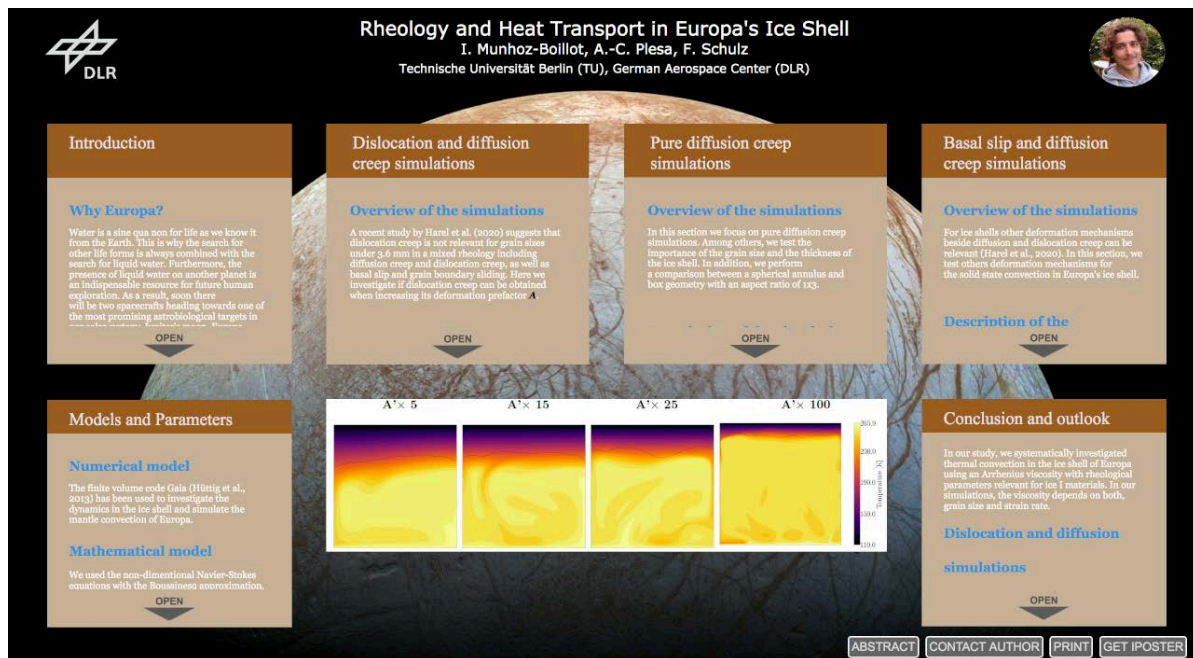 Rheology and Heat Transport in Europa's Ice Shell
I. Munhoz-Boillot, A.-C. Plesa, F. Schulz
Technische Universität Berlin (TU), German Aerospace Center (DLR)
DLR
Introduction
Why Europa?
Water is a sine qua non for life as we know it
from the Earth. This is why the search for
other life forms is always combined with the
search for liquid water. Furthermore, the
presence of liquid water on another planet is
an indispensable resource for future human
exploration. As a result, soon there
will be two spacecrafts heading towards one of
the most promising astrobiological targets in
OPEN
Dislocation and diffusion
creep simulations
Overview of the simulations
A recent study by Harel et al. (2020) suggests that
dislocation creep is not relevant for grain sizes
under 3.6 mm in a mixed rheology including
diffusion creep and dislocation creep, as well as
basal slip and grain boundary sliding. Here we
investigate if dislocation creep can be obtained
when increasing its deformation prefactor A.
OPEN
Pure diffusion creep
simulations
Overview of the simulations
In this section we focus on pure diffusion creep
simulations. Among others, we test the
importance of the grain size and the thickness of
the ice shell. In addition, we perform
a comparison between a spherical annulus and
box geometry with an aspect ratio of 1x3.
OPEN
Basal slip and diffusion
creep simulations
Overview of the simulations
For ice shells other deformation mechanisms
beside diffusion and dislocation creep can be
relevant (Harel et al., 2020). In this section, we
test others deformation mechanisms for
the solid state convection in Europa's ice shell.
Description of the
OPEN
Models and Parameters
Numerical model
The finite volume code Gaia (Hüttig et al.,
2013) has been used to investigate the
dynamics in the ice shell and simulate the
mantle convection of Europa.
Mathematical model
We used the non-dimensional Navier-Stokes
equations with the Boussinesq approximation.
OPEN
A'× 5
A'× 15
A'× 25
A'× 100
230.0
190.0
150.0
110.0
Temperature [K]
Conclusion and outlook
In our study, we systematically investigated
thermal convection in the ice shell of Europa
using an Arrhenius viscosity with rheological
parameters relevant for ice I materials. In our
simulations, the viscosity depends on both,
grain size and strain rate.
Dislocation and diffusion
simulations
OPEN
ABSTRACT
CONTACT AUTHOR
PRINT
GET IPOSTER